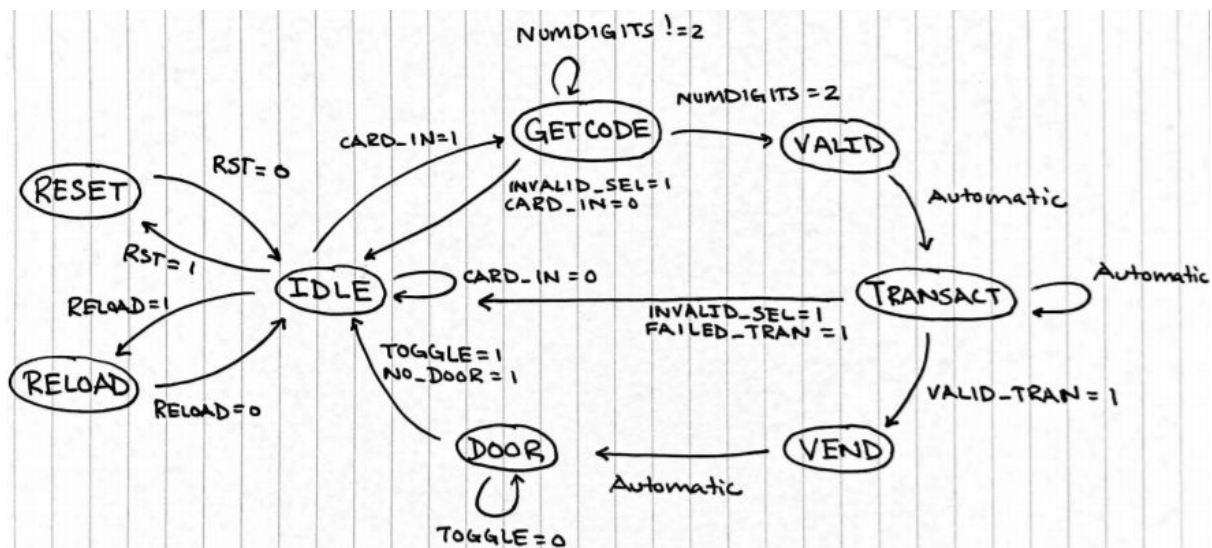 NUMDIGITS != 2
NUMDIGITS = 2
GETCODE
VALID
CARD_IN=1
RST=0
RESET
INVALID_SEL=1
CARD_IN=0
Automatic
RST=1
CARD_IN=0
Automatic
IDLE
TRANSACT
RELOAD=1
INVALID_SEL=1
FAILED_TRAN=1
TOGGLE=1
NO_DOOR=1
RELOAD
RELOAD=0
VALID_TRAN=1
DOOR
VEND
Automatic
TOGGLE=0